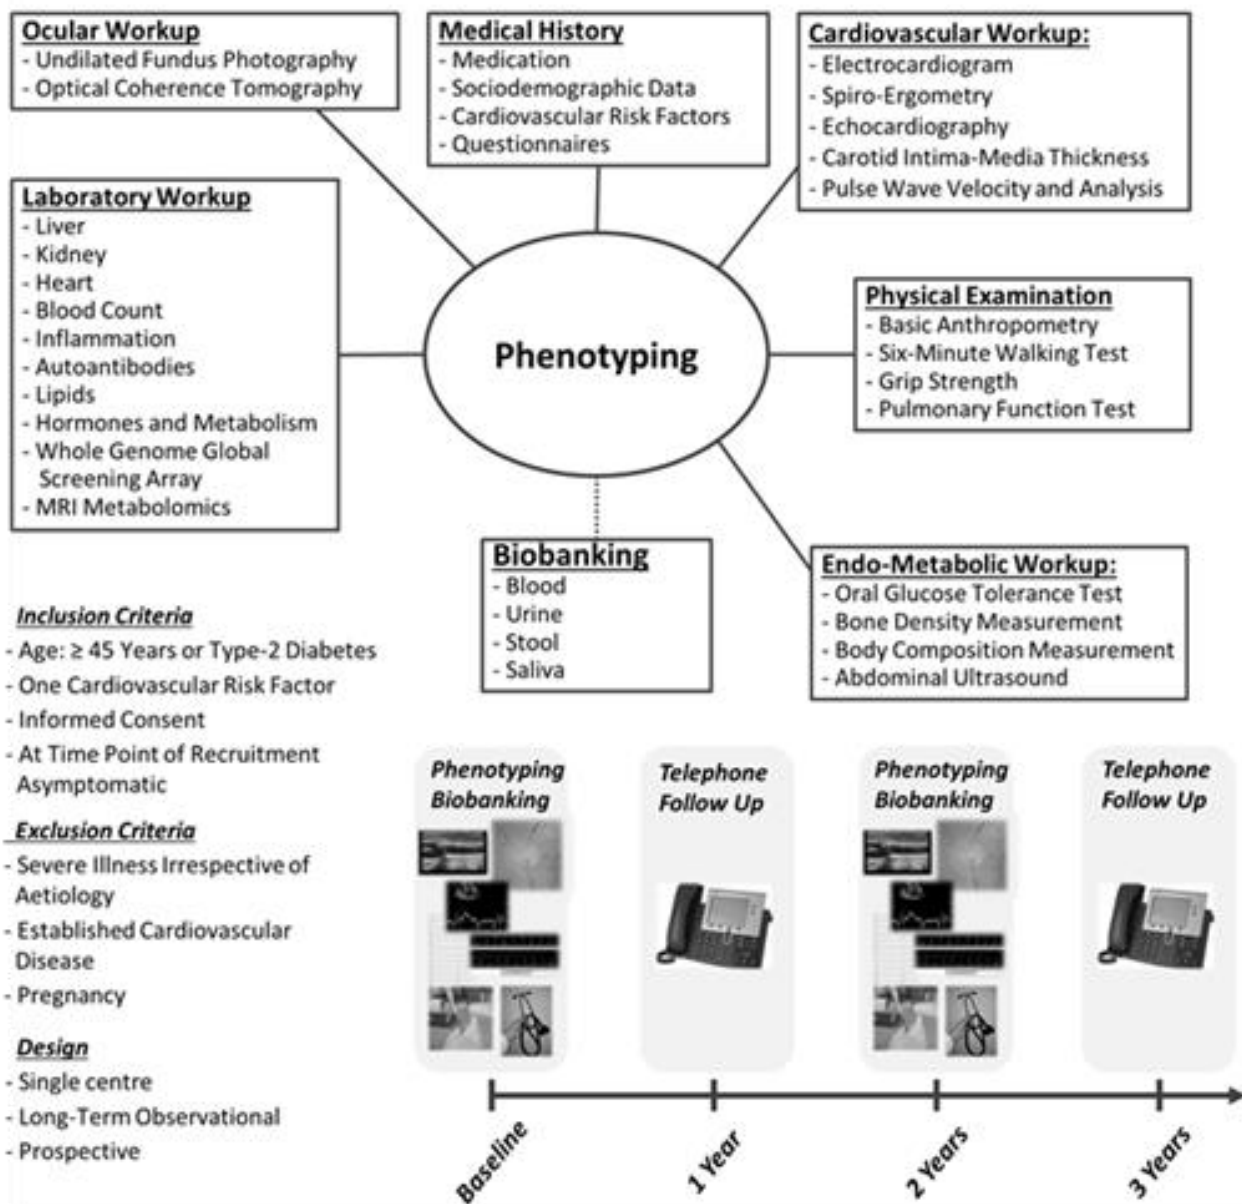 Ocular Workup
- Undilated Fundus Photography
- Optical Coherence Tomography
Medical History
- Medication
- Sociodemographic Data
- Cardiovascular Risk Factors
- Questionnaires
Cardiovascular Workup:
- Electrocardiogram
- Spiro-Ergometry
- Echocardiography
- Carotid Intima-Media Thickness
- Pulse Wave Velocity and Analysis
Laboratory Workup
- Liver
- Kidney
- Heart
- Blood Count
- Inflammation
- Autoantibodies
- Lipids
- Hormones and Metabolism
- Whole Genome Global
Screening Array
- MRI Metabolomics
Phenotyping
Physical Examination
- Basic Anthropometry
- Six-Minute Walking Test
- Grip Strength
- Pulmonary Function Test
Biobanking
- Blood
- Urine
- Stool
- Saliva
Endo-Metabolic Workup:
- Oral Glucose Tolerance Test
- Bone Density Measurement
- Body Composition Measurement
- Abdominal Ultrasound
Inclusion Criteria
- Age: ≥ 45 Years or Type-2 Diabetes
- One Cardiovascular Risk Factor
- Informed Consent
- At Time Point of Recruitment
Asymptomatic
Exclusion Criteria
- Severe Illness Irrespective of
Aetiology
- Established Cardiovascular
Disease
- Pregnancy
Design
- Single centre
- Long-Term Observational
- Prospective
Phenotyping
Biobanking
Telephone
Follow Up
Phenotyping
Biobanking
Telephone
Follow Up
Baseline
1 Year
2 Years
3 Years